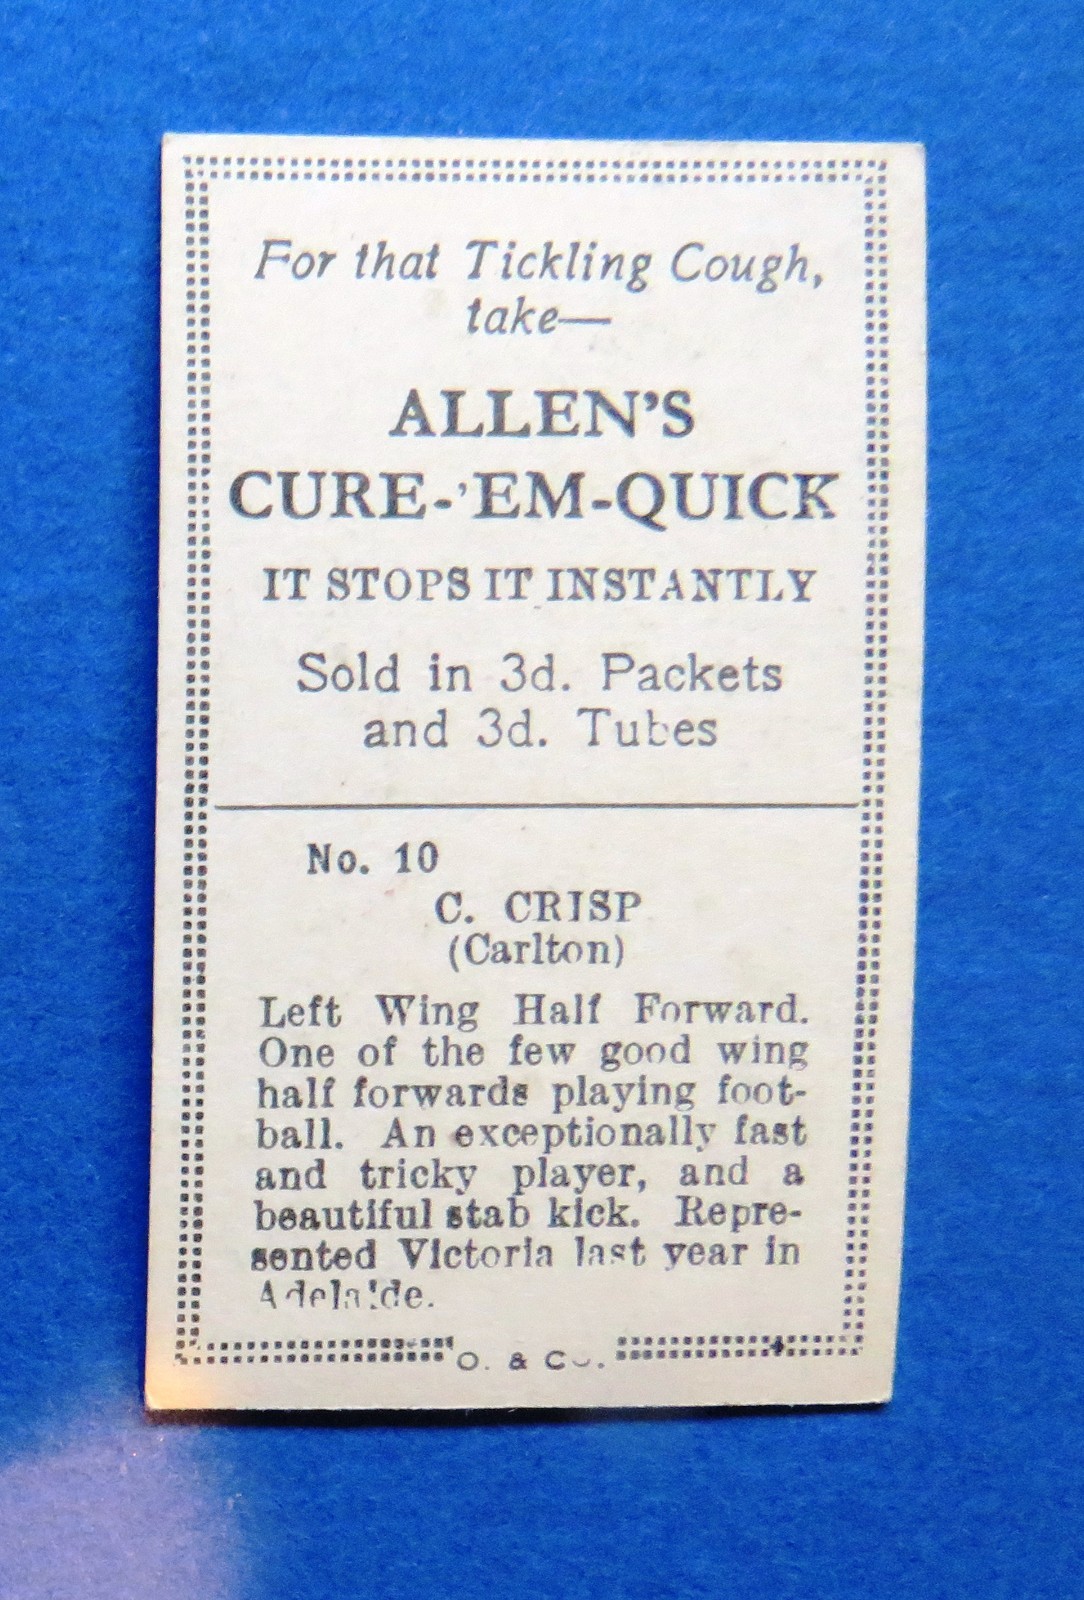 For that Tickling Cough,
take—
ALLEN'S
CURE-'EM-QUICK
IT STOPS IT INSTANTLY
Sold in 3d. Packets
and 3d. Tubes
No. 10
C. CRISP
(Carlton)
Left Wing Half Forward.
One of the few good wing
half forwards playing foot-
ball. An exceptionally fast
and tricky player, and a
beautiful stab kick. Repre-
sented Victoria last year in
Adelaide.
O. & Co.